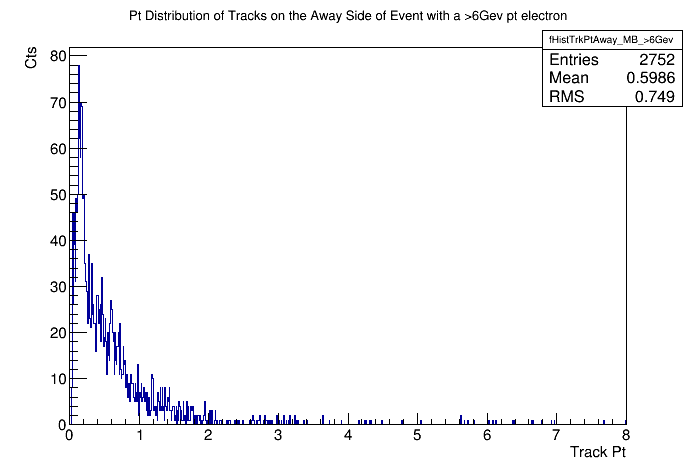 Pt Distribution of Tracks on the Away Side of Event with a >6Gev pt electron
fHistTrkPtAway_MB_>6Gev
Entries 2752
Mean 0.5986
RMS 0.749
Cts
80
70
60
50
40
30
20
10
0
0 1 2 3 4 5 6 7 8
Track Pt